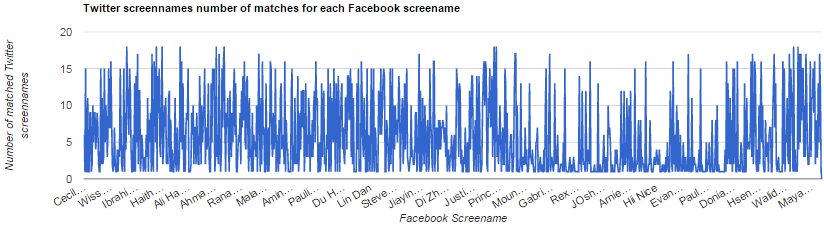 Twitter screennames number of matches for each Facebook screename
Number of matched Twitter
screennames
20
15
10
5
0
Cecil…
Wiss…
Ibrahi…
Haith…
Ali Ha…
Ahma…
Rana…
Mala…
Amin…
Pauli…
Du H…
Lin Dan
Steve…
Jiayin…
Di Zh…
Justi…
Princ…
Moun…
Gabri…
Rex…
JOsh…
Arnie…
Hii Nice
Evan…
Paul…
Donia…
Hsen…
Walid…
Maya…
Facebook Screename